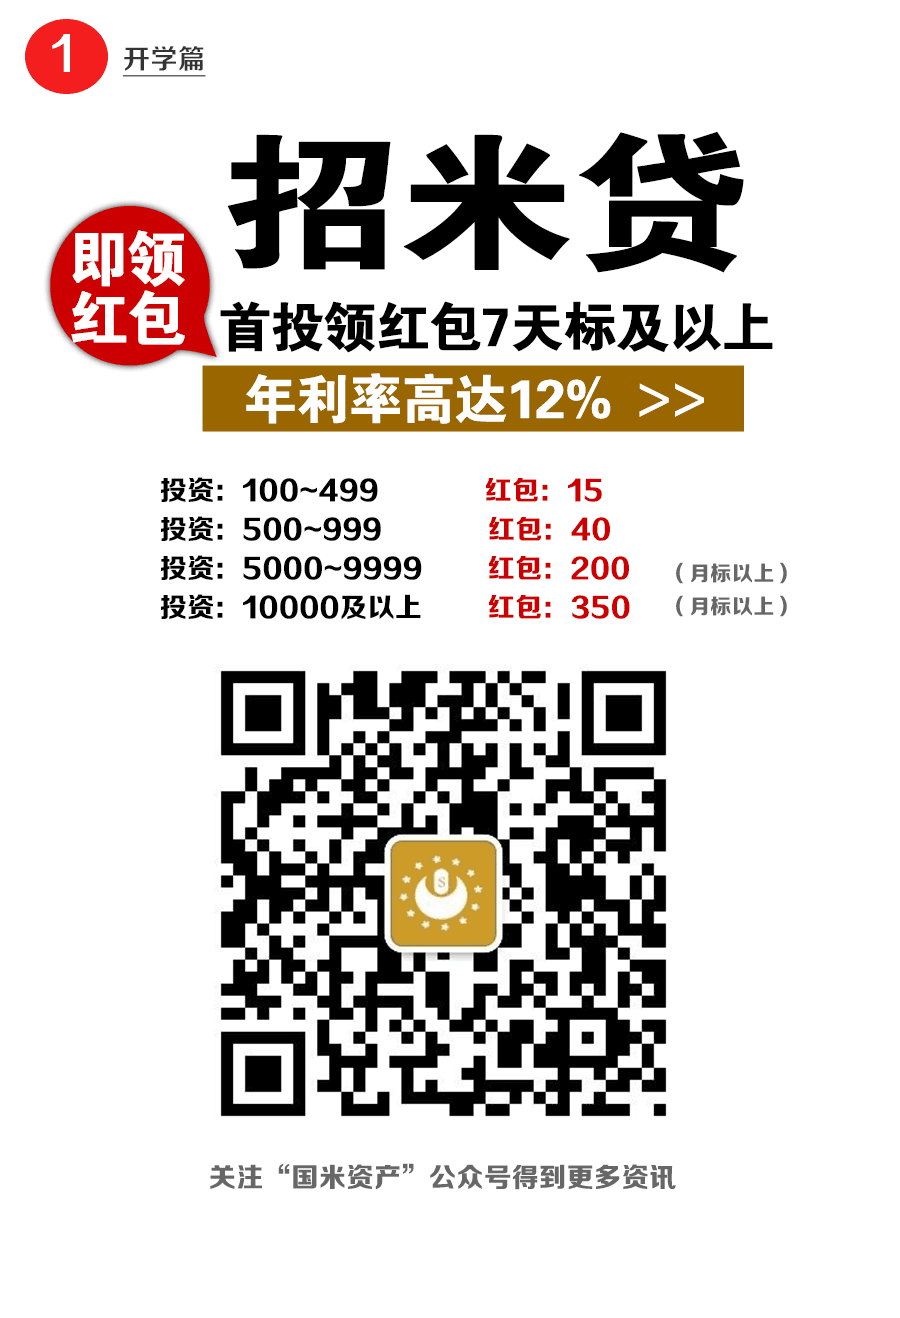 1 开学篇
招米贷
即领
红包
首投领红包7天标及以上
年利率高达12% >>
投资：100~499 红包：15
投资：500~999 红包：40
投资：5000~9999 红包：200 （月标以上）
投资：10000及以上 红包：350 （月标以上）
S
关注“国米资产”公众号得到更多资讯